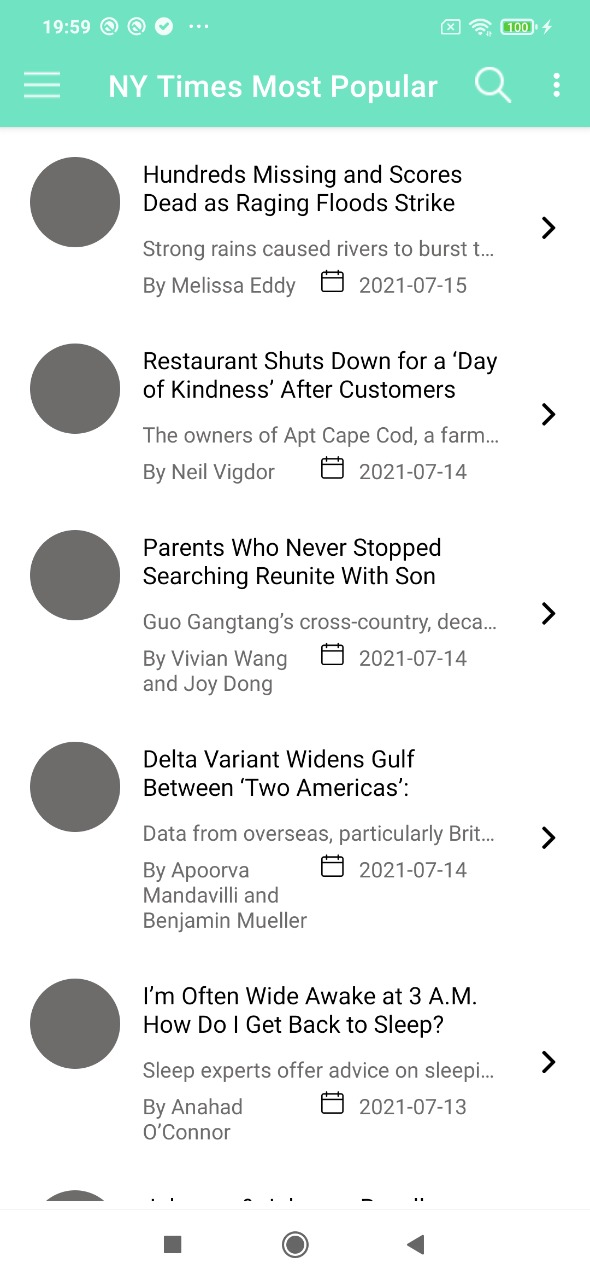 19:59
100
NY Times Most Popular
Hundreds Missing and Scores
Dead as Raging Floods Strike
Strong rains caused rivers to burst t…
By Melissa Eddy 2021-07-15
Restaurant Shuts Down for a ‘Day
of Kindness’ After Customers
The owners of Apt Cape Cod, a farm…
By Neil Vigdor 2021-07-14
Parents Who Never Stopped
Searching Reunite With Son
Guo Gangtang’s cross-country, deca…
By Vivian Wang 2021-07-14
and Joy Dong
Delta Variant Widens Gulf
Between ‘Two Americas’:
Data from overseas, particularly Brit…
By Apoorva 2021-07-14
Mandavilli and
Benjamin Mueller
I’m Often Wide Awake at 3 A.M.
How Do I Get Back to Sleep?
Sleep experts offer advice on sleepi…
By Anahad 2021-07-13
O’Connor